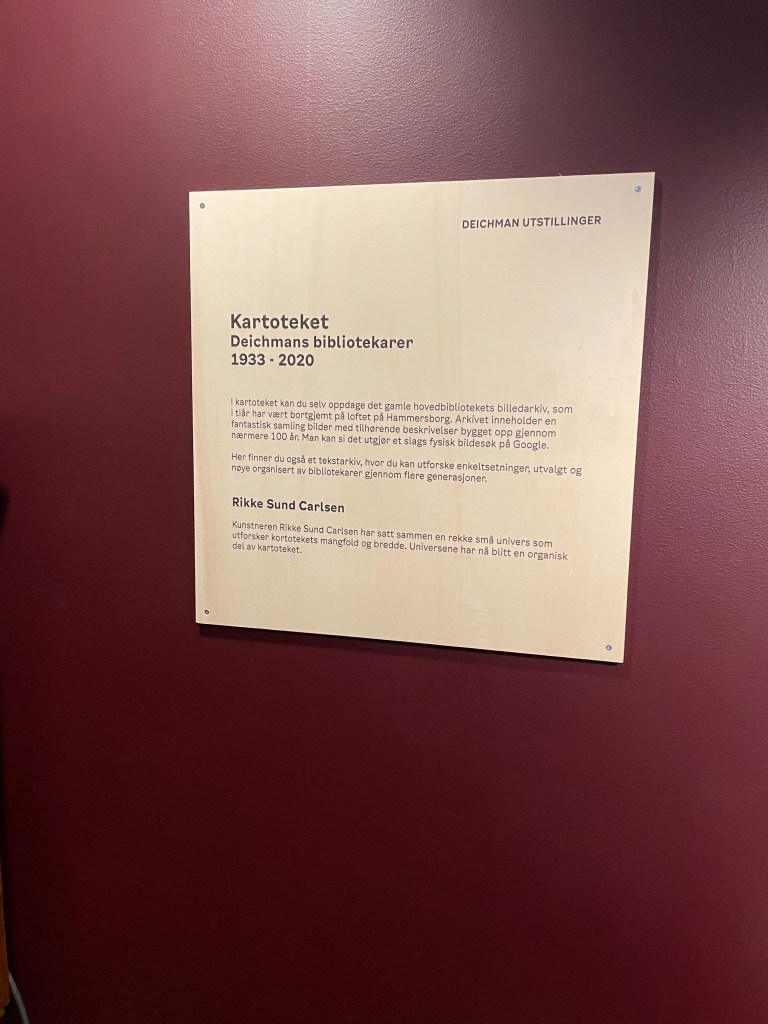 DEICHMAN UTSTILLINGER
Kartoteket
Deichmans bibliotekarer
1933 - 2020
I kartoteket kan du selv oppdage det gamle hovedbibliotekets billedarkiv, som
i tiår har vært bortgjemt på loftet på Hammersborg. Arkivet inneholder en
fantastisk samling bilder med tilhørende beskrivelser bygget opp gjennom
nærmere 100 år. Man kan si det utgjør et slags fysisk bildesøk på Google.
Her finner du også et tekstarkiv, hvor du kan utforske enkeltsetninger, utvalgt og
nøye organisert av bibliotekarer gjennom flere generasjoner.
Rikke Sund Carlsen
Kunstneren Rikke Sund Carlsen har satt sammen en rekke små univers som
utforsker kortotekets mangfold og bredde. Universene har nå blitt en organisk
del av kartoteket.